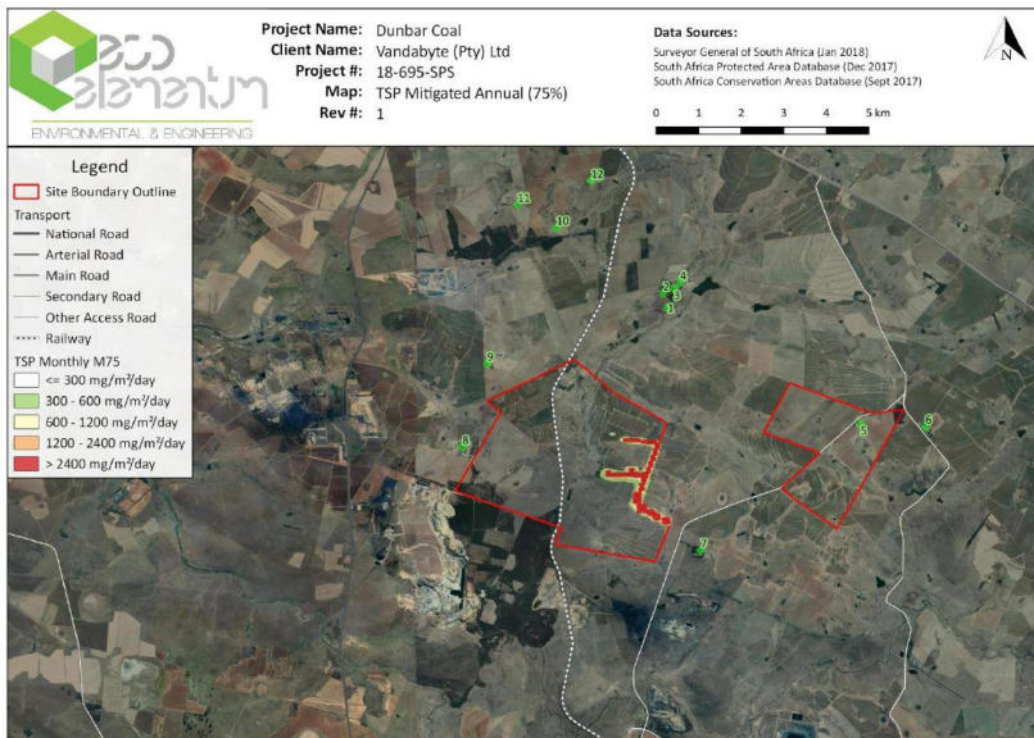 eco
elementum
ENVIRONMENTAL & ENGINEERING
Project Name: Dunbar Coal
Client Name: Vandabyte (Pty) Ltd
Project #: 18-695-SPS
Map: TSP Mitigated Annual (75%)
Rev #: 1
Data Sources:
Surveyor General of South Africa (Jan 2018)
South Africa Protected Area Database (Dec 2017)
South Africa Conservation Areas Database (Sept 2017)
0 1 2 3 4 5 km
N
Legend
Site Boundary Outline
Transport
National Road
Arterial Road
Main Road
Secondary Road
Other Access Road
Railway
TSP Monthly M75
<= 300 mg/m²/day
300 - 600 mg/m²/day
600 - 1200 mg/m²/day
1200 - 2400 mg/m²/day
> 2400 mg/m²/day
12
11
10
4
2
3
1
9
8
5
6
7